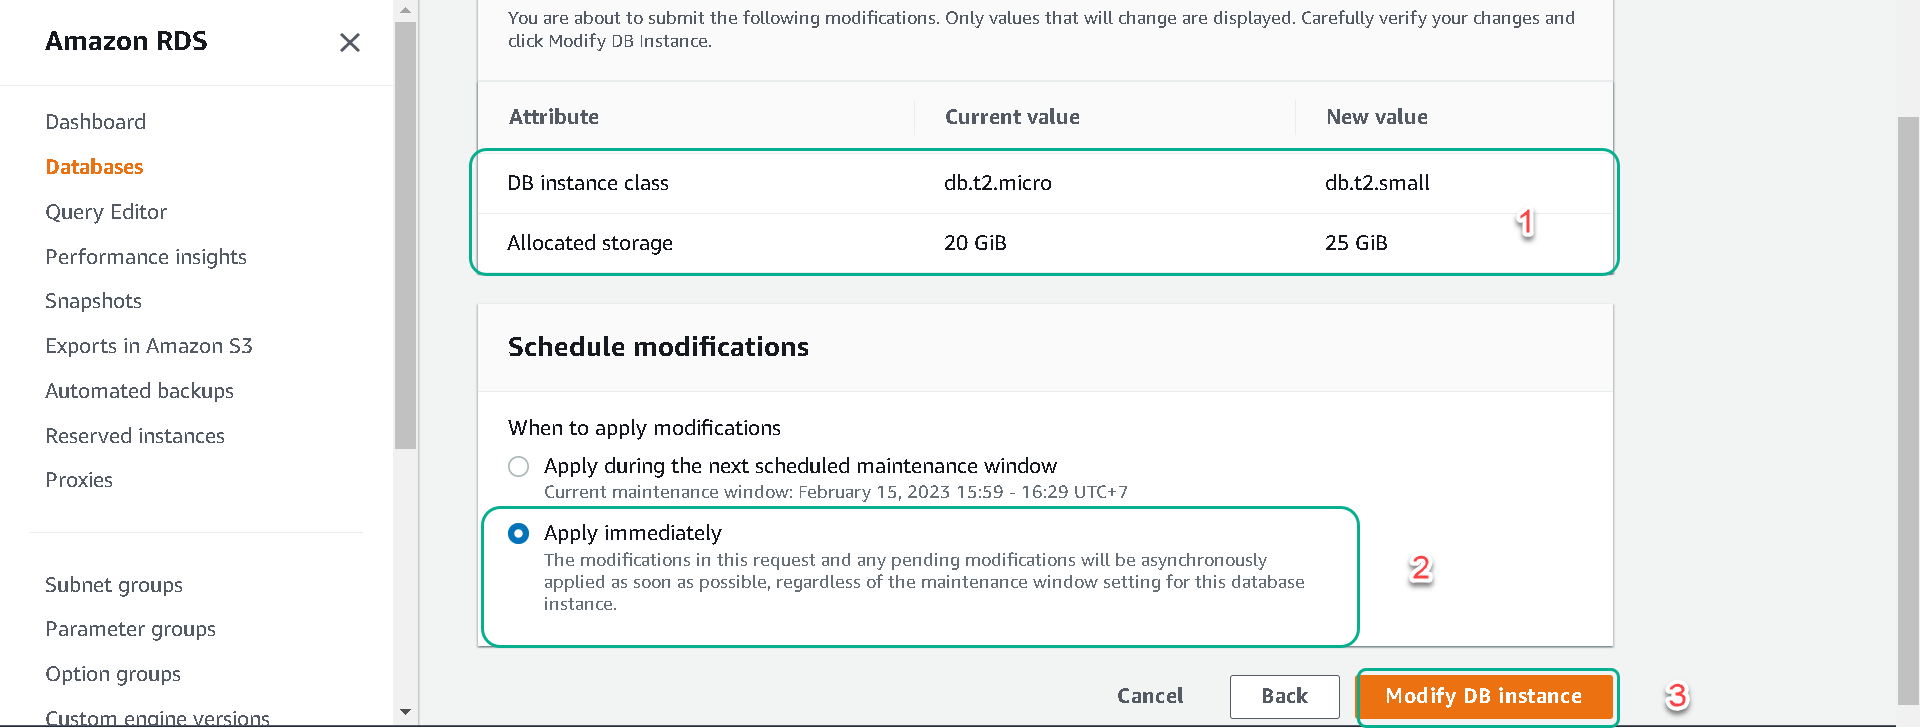 Amazon RDS
Dashboard
Databases
Query Editor
Performance insights
Snapshots
Exports in Amazon S3
Automated backups
Reserved instances
Proxies
Subnet groups
Parameter groups
Option groups
Custom engine versions
You are about to submit the following modifications. Only values that will change are displayed. Carefully verify your changes and
click Modify DB Instance.
Attribute Current value New value
DB instance class db.t2.micro db.t2.small
Allocated storage 20 GiB 25 GiB
1
Schedule modifications
When to apply modifications
Apply during the next scheduled maintenance window
Current maintenance window: February 15, 2023 15:59 - 16:29 UTC+7
Apply immediately
The modifications in this request and any pending modifications will be asynchronously
applied as soon as possible, regardless of the maintenance window setting for this database
instance.
2
Cancel Back Modify DB instance 3